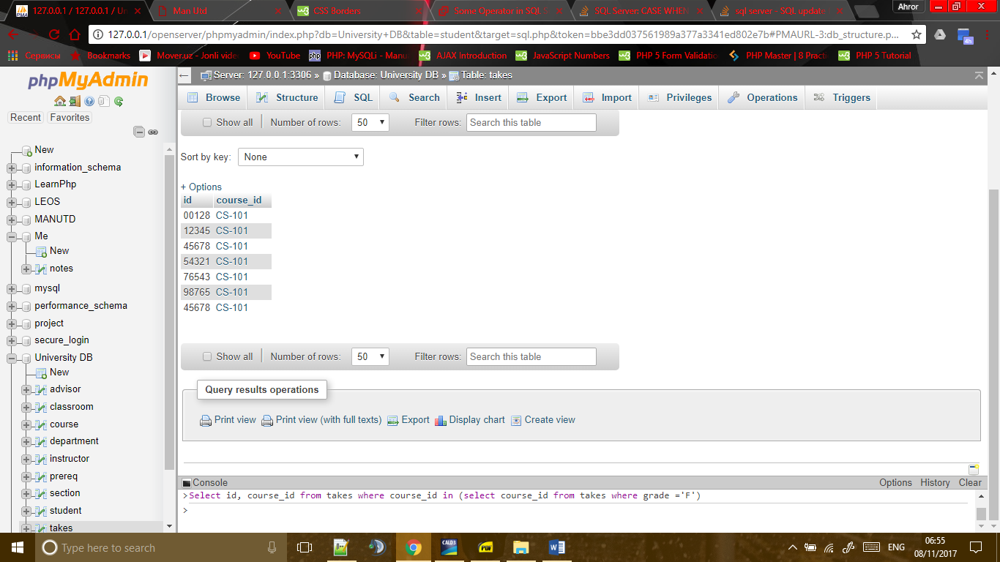 127.0.0.1 / 127.0.0.1 / Un
Man Utd
CSS Borders
Some Operator in SQL S
SQL Server: CASE WHEN
sql server - SQL update
Ahror
127.0.0.1/openserver/phpmyadmin/index.php?db=University+DB&table=student&target=sql.php&token=bbe3dd037561989a377a3341ed802e7b#PMAURL-3:db_structure.p...
4h
Сервисы
Bookmarks
Mover.uz - Jonli vide
YouTube
php PHP: MySQLi - Manu
w3 AJAX Introduction
w3 JavaScript Numbers
w3 PHP 5 Form Validatio
PHP Master | 8 Practi
w3 PHP 5 Tutorial
phpMyAdmin
Recent Favorites
New
information_schema
LearnPhp
LEOS
MANUTD
Me
New
notes
mysql
performance_schema
project
secure_login
University DB
New
advisor
classroom
course
department
instructor
prereq
section
student
takes
Server: 127.0.0.1:3306 » Database: University DB » Table: takes
Browse Structure SQL Search Insert Export Import Privileges Operations Triggers
Show all Number of rows: 50 Filter rows: Search this table
Sort by key: None
+ Options
id course_id
00128 CS-101
12345 CS-101
45678 CS-101
54321 CS-101
76543 CS-101
98765 CS-101
45678 CS-101
Show all Number of rows: 50 Filter rows: Search this table
Query results operations
Print view Print view (with full texts) Export Display chart Create view
Console Options History Clear
>Select id, course_id from takes where course_id in (select course_id from takes where grade ='F')
>
Type here to search
CALD3
PDF
ENG
06:55
08/11/2017